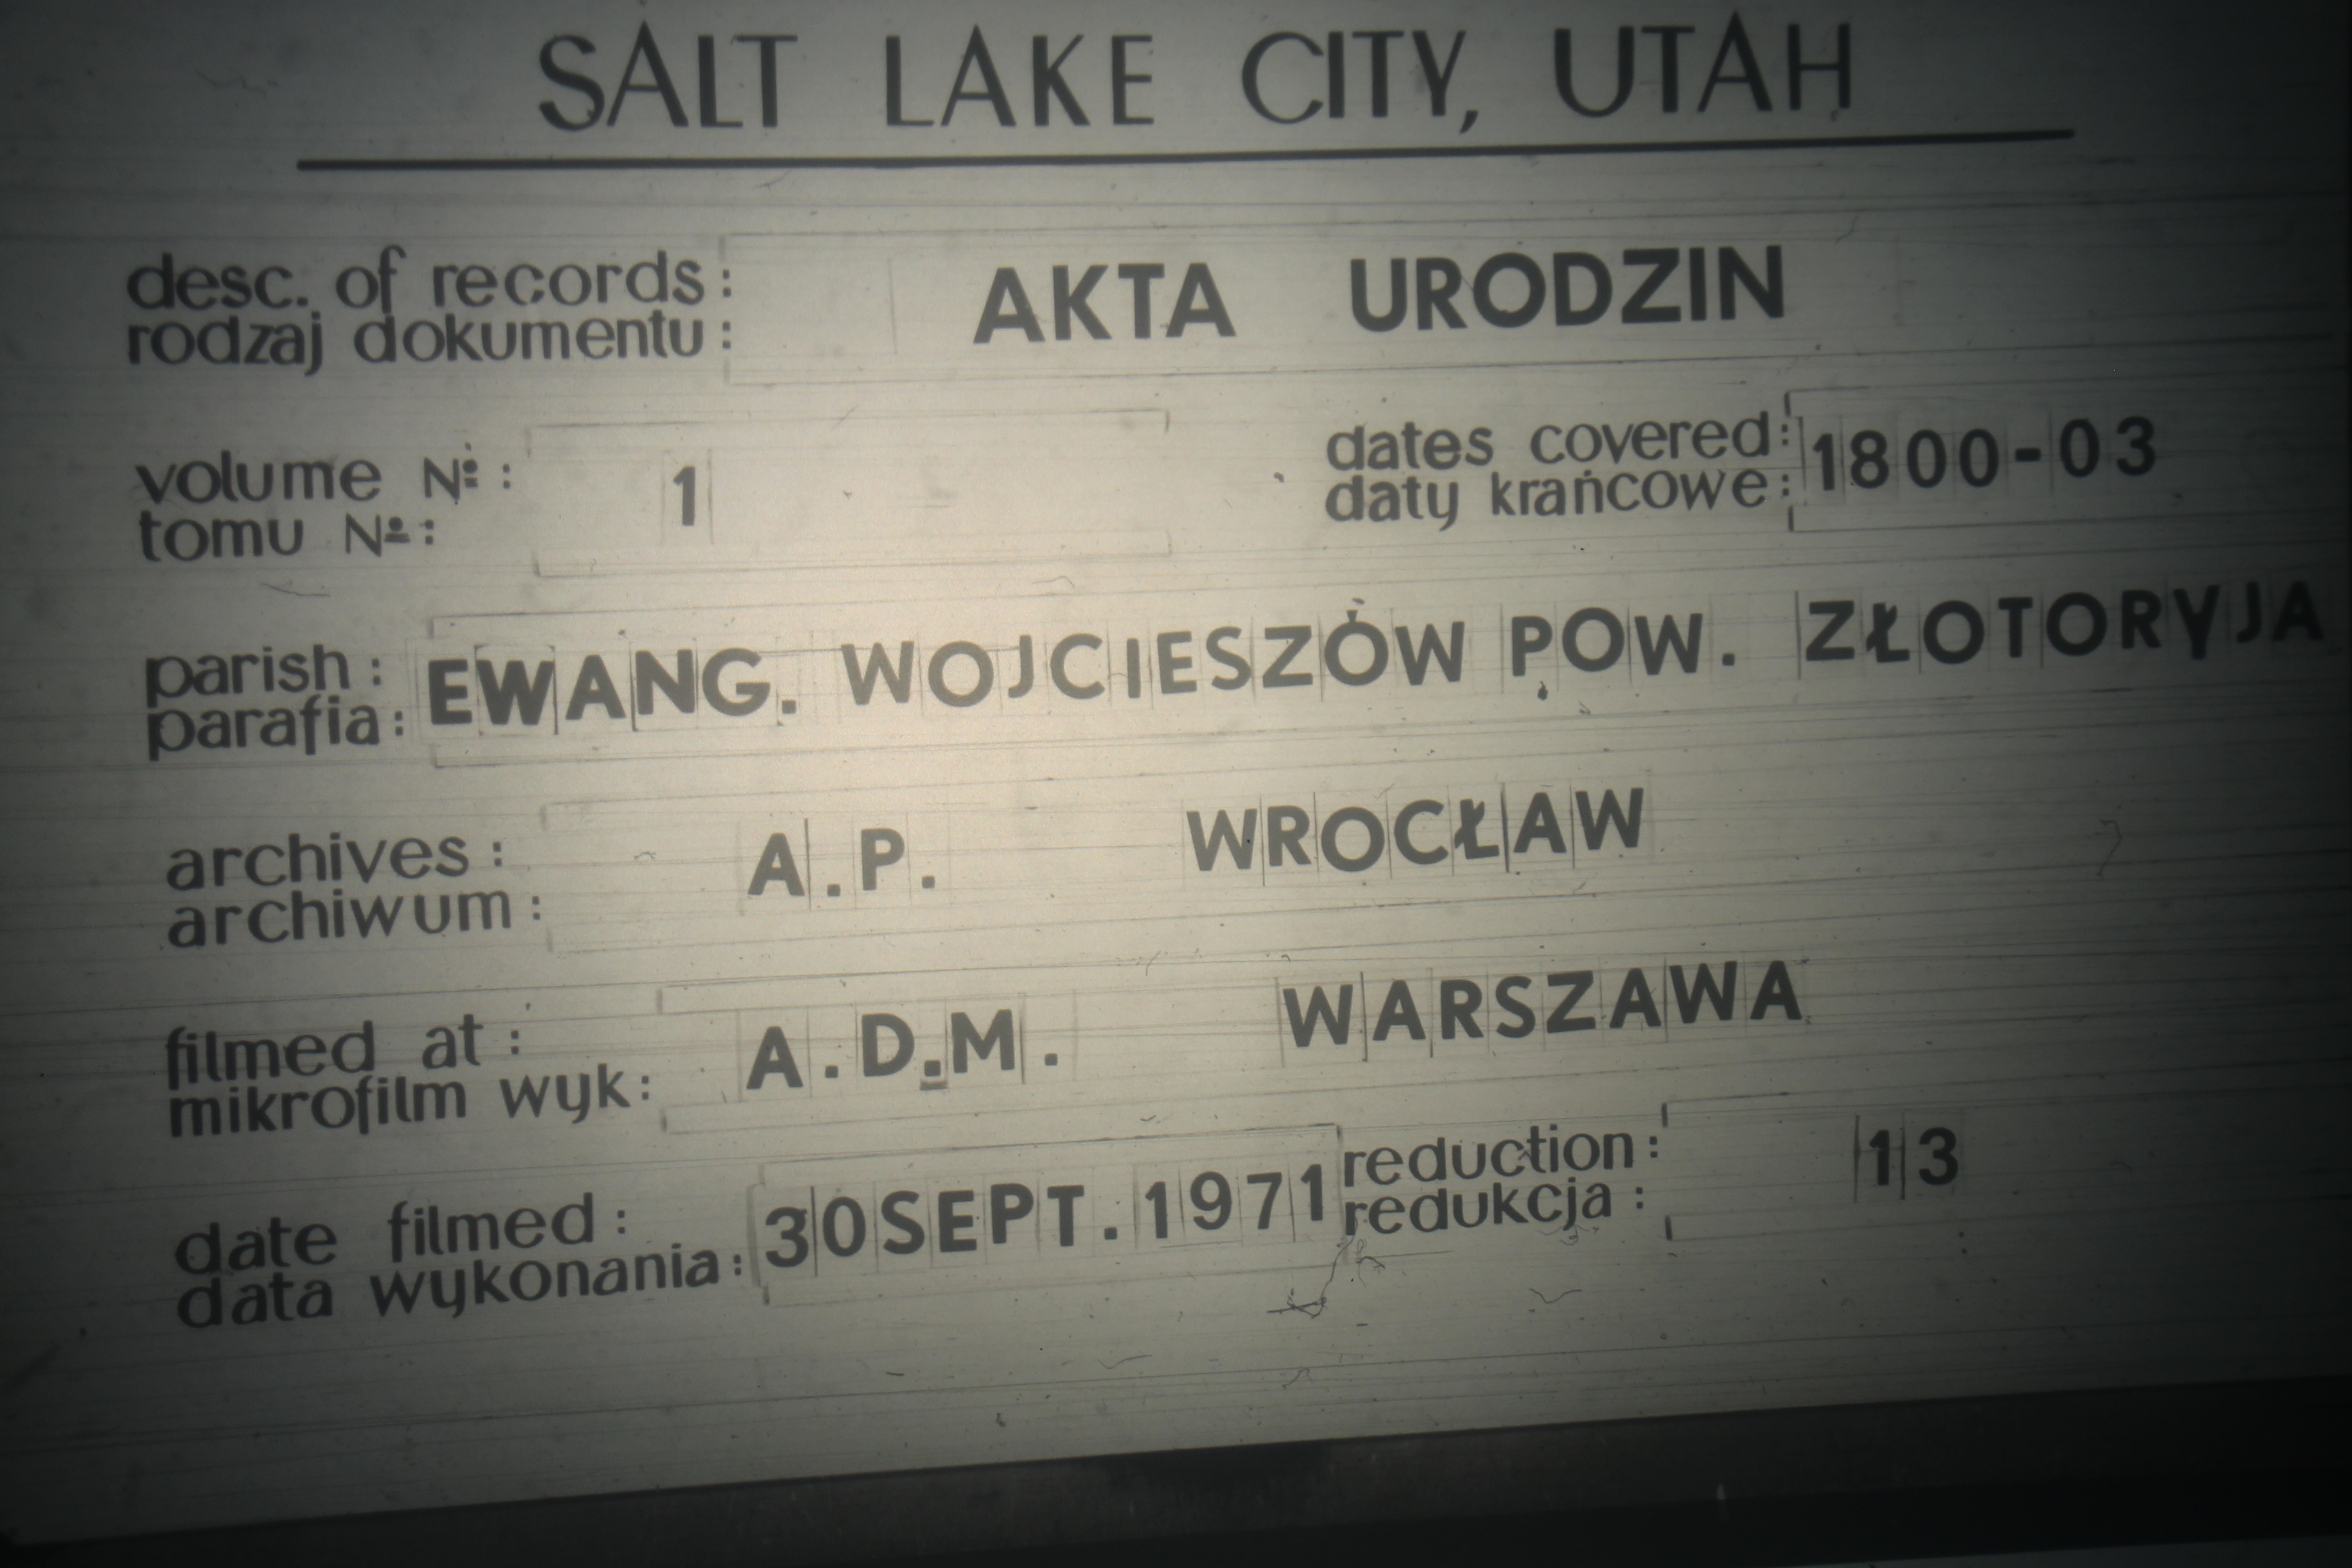 SALT LAKE CITY, UTAH
desc. of records: AKTA URODZIN
rodzaj dokumentu:
volume Nº: 1
tomu Nº:
dates covered: 1800-03
daty krańcowe:
parish: EWANG. WOJCIESZÓW POW. ZŁOTORYJA
parafia:
archives: A.P. WROCŁAW
archiwum:
filmed at: A.D.M. WARSZAWA
mikrofilm wyk:
date filmed: 30SEPT.1971
data wykonania:
reduction: 13
redukcja: